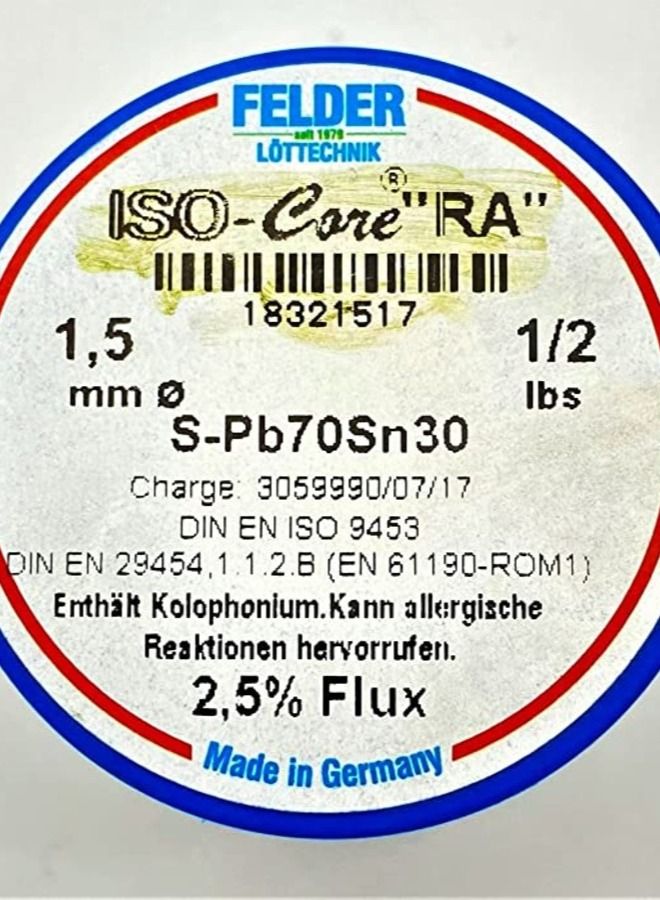 FELDER
seit 1979
LÖTTECHNIK
ISO-Core® "RA"
18321517
1,5
mm Ø
1/2
lbs
S-Pb70Sn30
Charge: 3059990/07/17
DIN EN ISO 9453
DIN EN 29454,1.1.2.B (EN 61190-ROM1)
Enthält Kolophonium.Kann allergische
Reaktionen hervorrufen.
2,5% Flux
Made in Germany